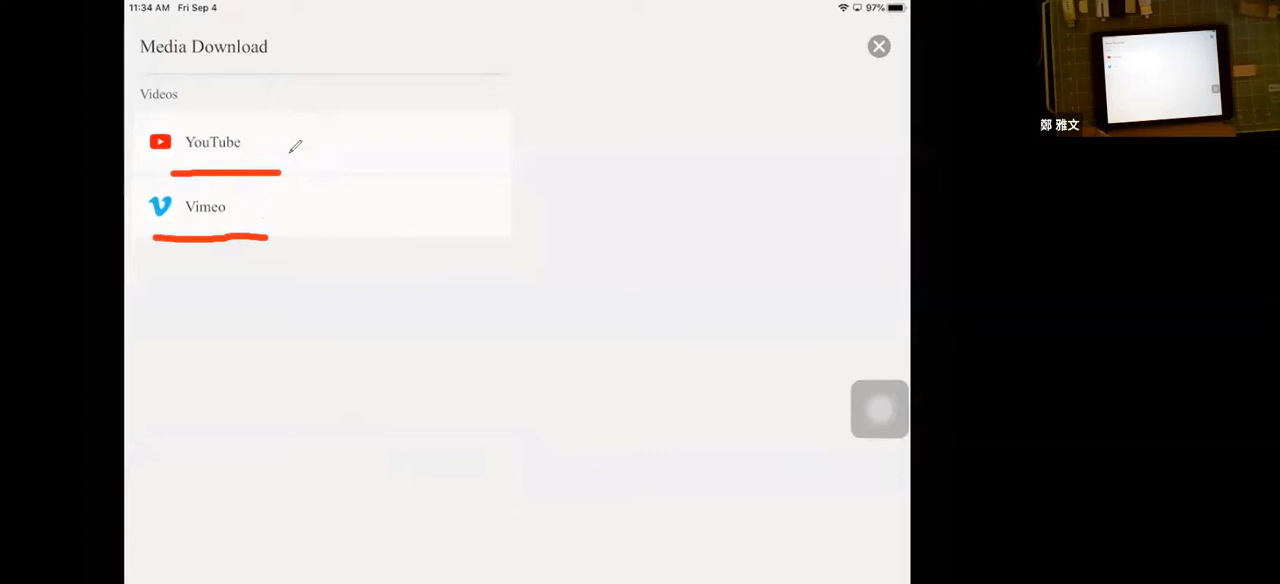 11:34 AM Fri Sep 4
97%
Media Download
Videos
YouTube
Vimeo
鄭 雅文